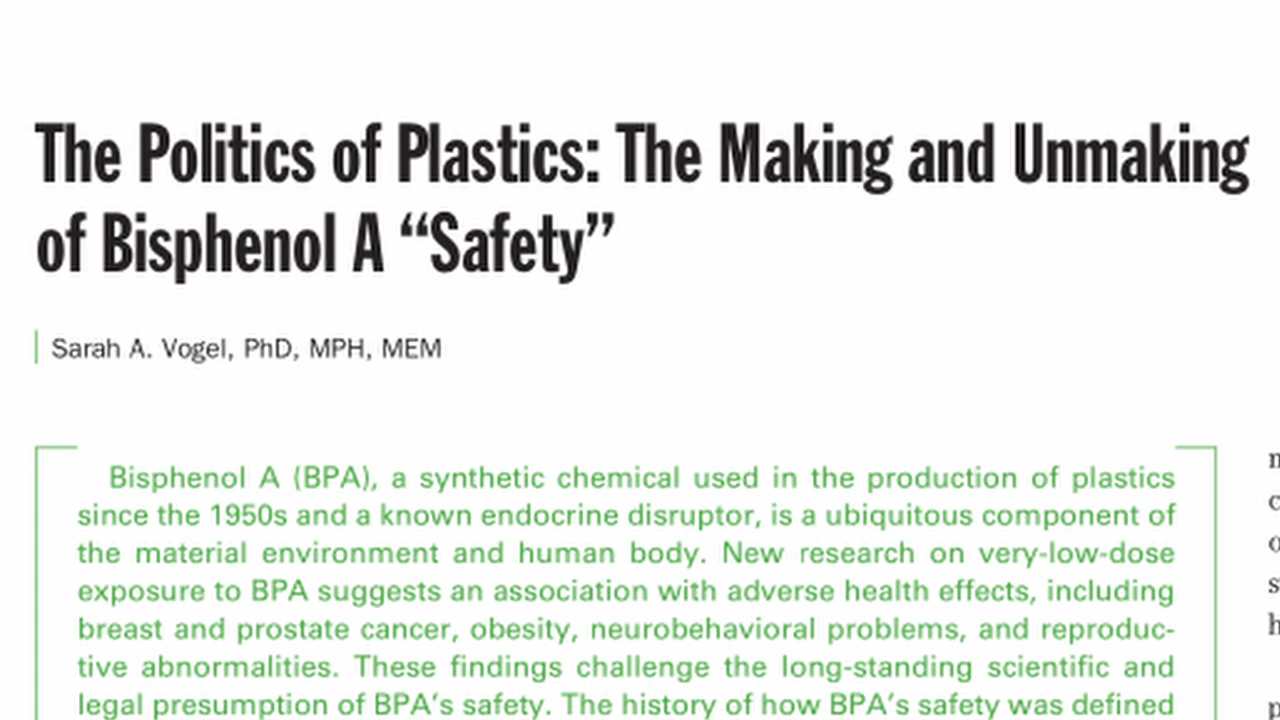 The Politics of Plastics: The Making and Unmaking
of Bisphenol A “Safety”
Sarah A. Vogel, PhD, MPH, MEM
Bisphenol A (BPA), a synthetic chemical used in the production of plastics
since the 1950s and a known endocrine disruptor, is a ubiquitous component of
the material environment and human body. New research on very-low-dose
exposure to BPA suggests an association with adverse health effects, including
breast and prostate cancer, obesity, neurobehavioral problems, and reproduc-
tive abnormalities. These findings challenge the long-standing scientific and
legal presumption of BPA’s safety. The history of how BPA’s safety was defined